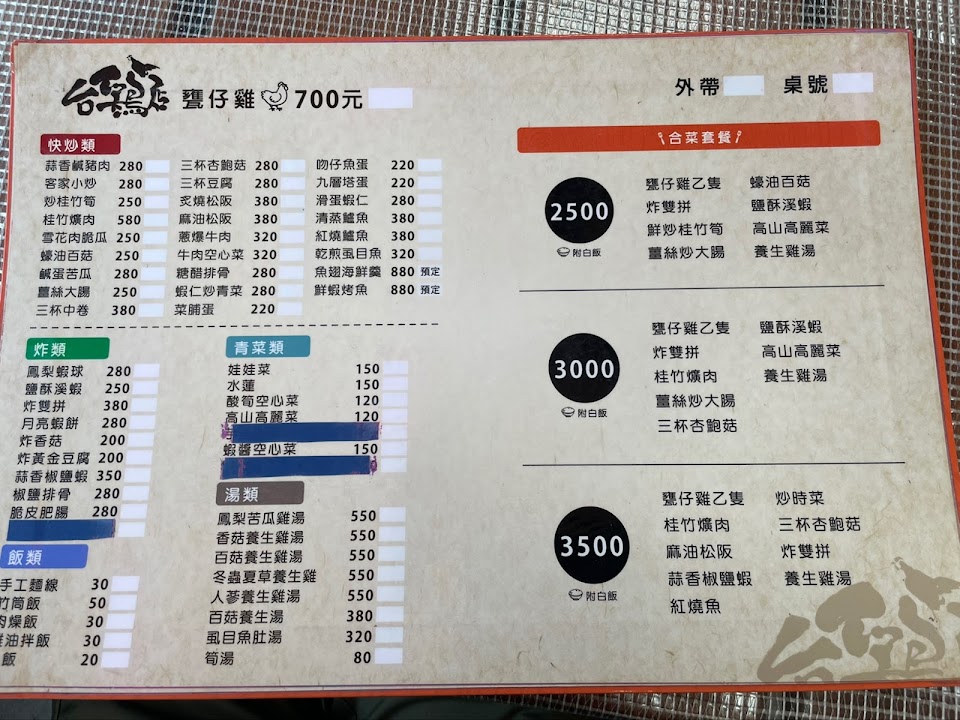 甕仔雞 700元
外帶 桌號
快炒類
蒜香鹹豬肉 280
客家小炒 280
炒桂竹筍 250
桂竹爌肉 580
雪花肉脆瓜 250
蠔油百菇 250
鹹蛋苦瓜 280
薑絲大腸 250
三杯中卷 380
三杯杏鮑菇 280
三杯豆腐 280
炙燒松阪 380
麻油松阪 380
蔥爆牛肉 320
牛肉空心菜 320
糖醋排骨 280
蝦仁炒青菜 280
菜脯蛋 220
吻仔魚蛋 220
九層塔蛋 220
滑蛋蝦仁 280
清蒸鱸魚 380
紅燒鱸魚 380
乾煎虱目魚 320
魚翅海鮮羹 880 預定
鮮蝦烤魚 880 預定
炸類
鳳梨蝦球 280
鹽酥溪蝦 250
炸雙拼 380
月亮蝦餅 280
炸香菇 200
炸黃金豆腐 200
蒜香椒鹽蝦 350
椒鹽排骨 280
脆皮肥腸 280
飯類
手工麵線 30
竹筒飯 50
肉燥飯 30
油拌飯 30
飯 20
青菜類
娃娃菜 150
水蓮 150
酸筍空心菜 120
高山高麗菜 120
蝦醬空心菜 150
湯類
鳳梨苦瓜雞湯 550
香菇養生雞湯 550
百菇養生雞湯 550
冬蟲夏草養生雞 550
人蔘養生雞湯 550
百菇養生湯 380
虱目魚肚湯 320
筍湯 80
合菜套餐
2500
附白飯
甕仔雞乙隻 蠔油百菇
炸雙拼 鹽酥溪蝦
鮮炒桂竹筍 高山高麗菜
薑絲炒大腸 養生雞湯
3000
附白飯
甕仔雞乙隻 鹽酥溪蝦
炸雙拼 高山高麗菜
桂竹爌肉 養生雞湯
薑絲炒大腸
三杯杏鮑菇
3500
附白飯
甕仔雞乙隻 炒時菜
桂竹爌肉 三杯杏鮑菇
麻油松阪 炸雙拼
蒜香椒鹽蝦 養生雞湯
紅燒魚